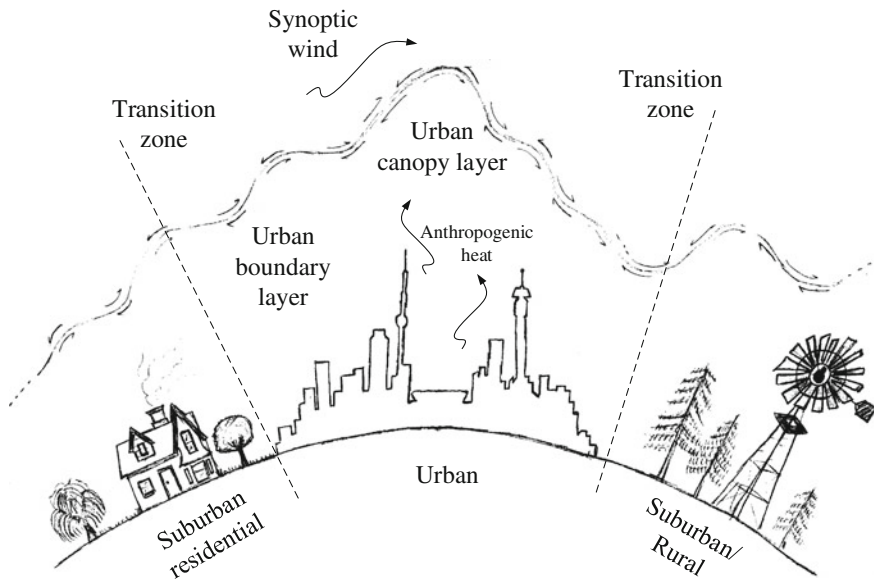 Synoptic
wind
Transition
zone
Transition
zone
Urban
canopy layer
Urban
boundary
layer
Anthropogenic
heat
Urban
Suburban
residential
Suburban/
Rural